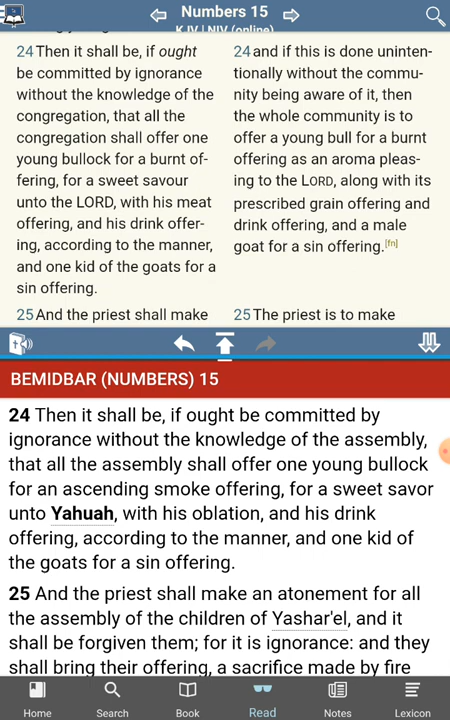 Numbers 15
KJV | NIV (online)
24 Then it shall be, if ought
be committed by ignorance
without the knowledge of the
congregation, that all the
congregation shall offer one
young bullock for a burnt of-
fering, for a sweet savour
unto the LORD, with his meat
offering, and his drink offer-
ing, according to the manner,
and one kid of the goats for a
sin offering.
25 And the priest shall make
24 and if this is done uninten-
tionally without the commu-
nity being aware of it, then
the whole community is to
offer a young bull for a burnt
offering as an aroma pleas-
ing to the LORD, along with its
prescribed grain offering and
drink offering, and a male
goat for a sin offering.[fn]
25 The priest is to make
BEMIDBAR (NUMBERS) 15
24 Then it shall be, if ought be committed by
ignorance without the knowledge of the assembly,
that all the assembly shall offer one young bullock
for an ascending smoke offering, for a sweet savor
unto Yahuah, with his oblation, and his drink
offering, according to the manner, and one kid of
the goats for a sin offering.
25 And the priest shall make an atonement for all
the assembly of the children of Yashar'el, and it
shall be forgiven them; for it is ignorance: and they
shall bring their offering, a sacrifice made by fire
Home Search Book Read Notes Lexicon